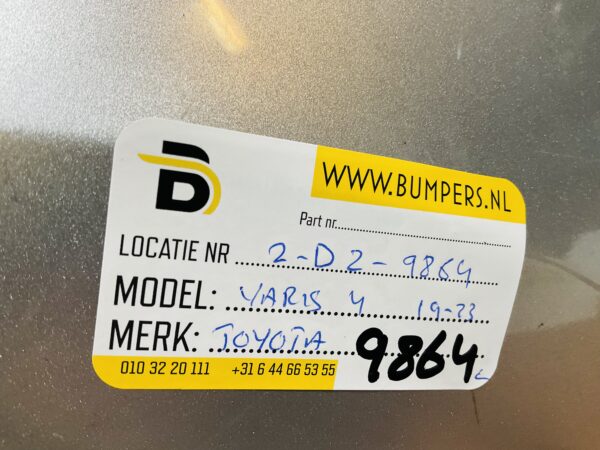 B
WWW.BUMPERS.NL
Part nr.
LOCATIE NR 2-D2-9864
MODEL: YARIS 4 19-23
MERK: TOYOTA 9864
010 32 20 111 +31 6 44 66 53 55